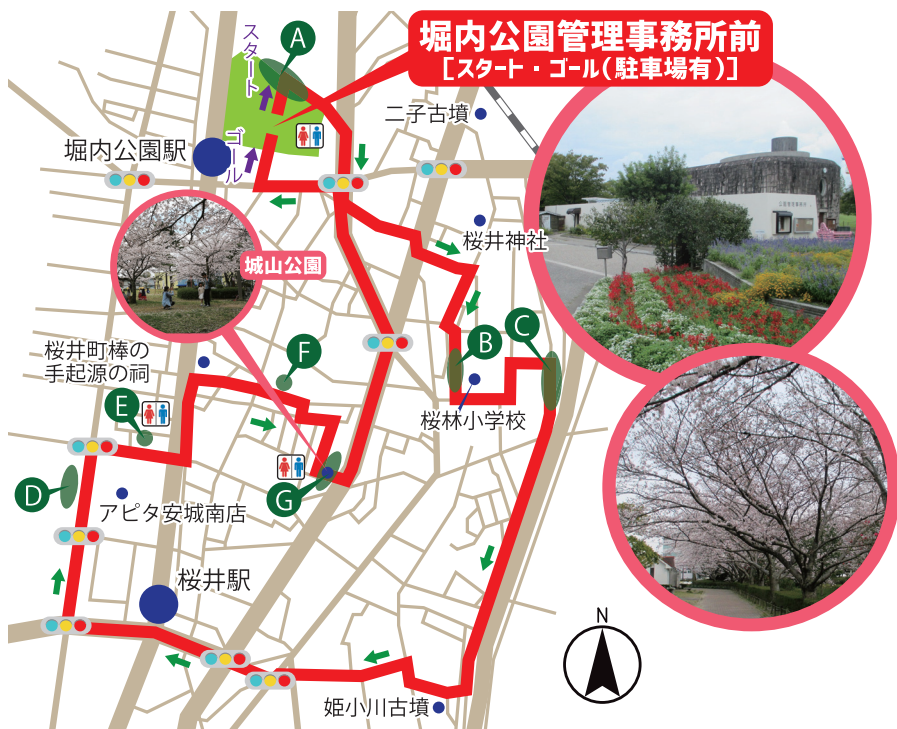 堀内公園管理事務所前
[スタート・ゴール(駐車場有)]
A
スタート
ゴール
二子古墳
堀内公園駅
桜井神社
城山公園
桜井町棒の
手起源の祠
F
B
C
桜林小学校
E
D
G
アピタ安城南店
桜井駅
姫小川古墳
N